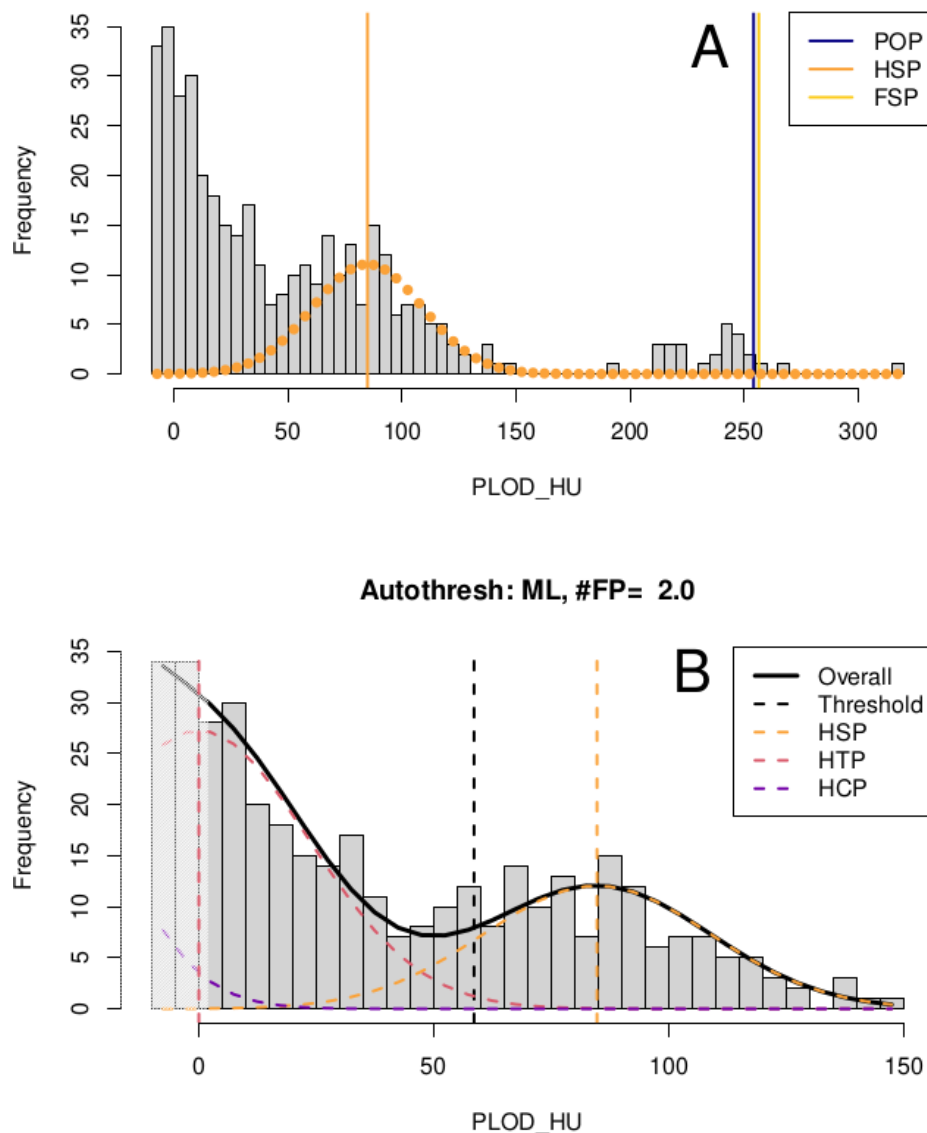 A
POP
HSP
FSP
Frequency
35
30
25
20
15
10
5
0
0 50 100 150 200 250 300
PLOD_HU
Autothresh: ML, #FP= 2.0
B
Overall
Threshold
HSP
HTP
HCP
Frequency
35
30
25
20
15
10
5
0
0 50 100 150
PLOD_HU